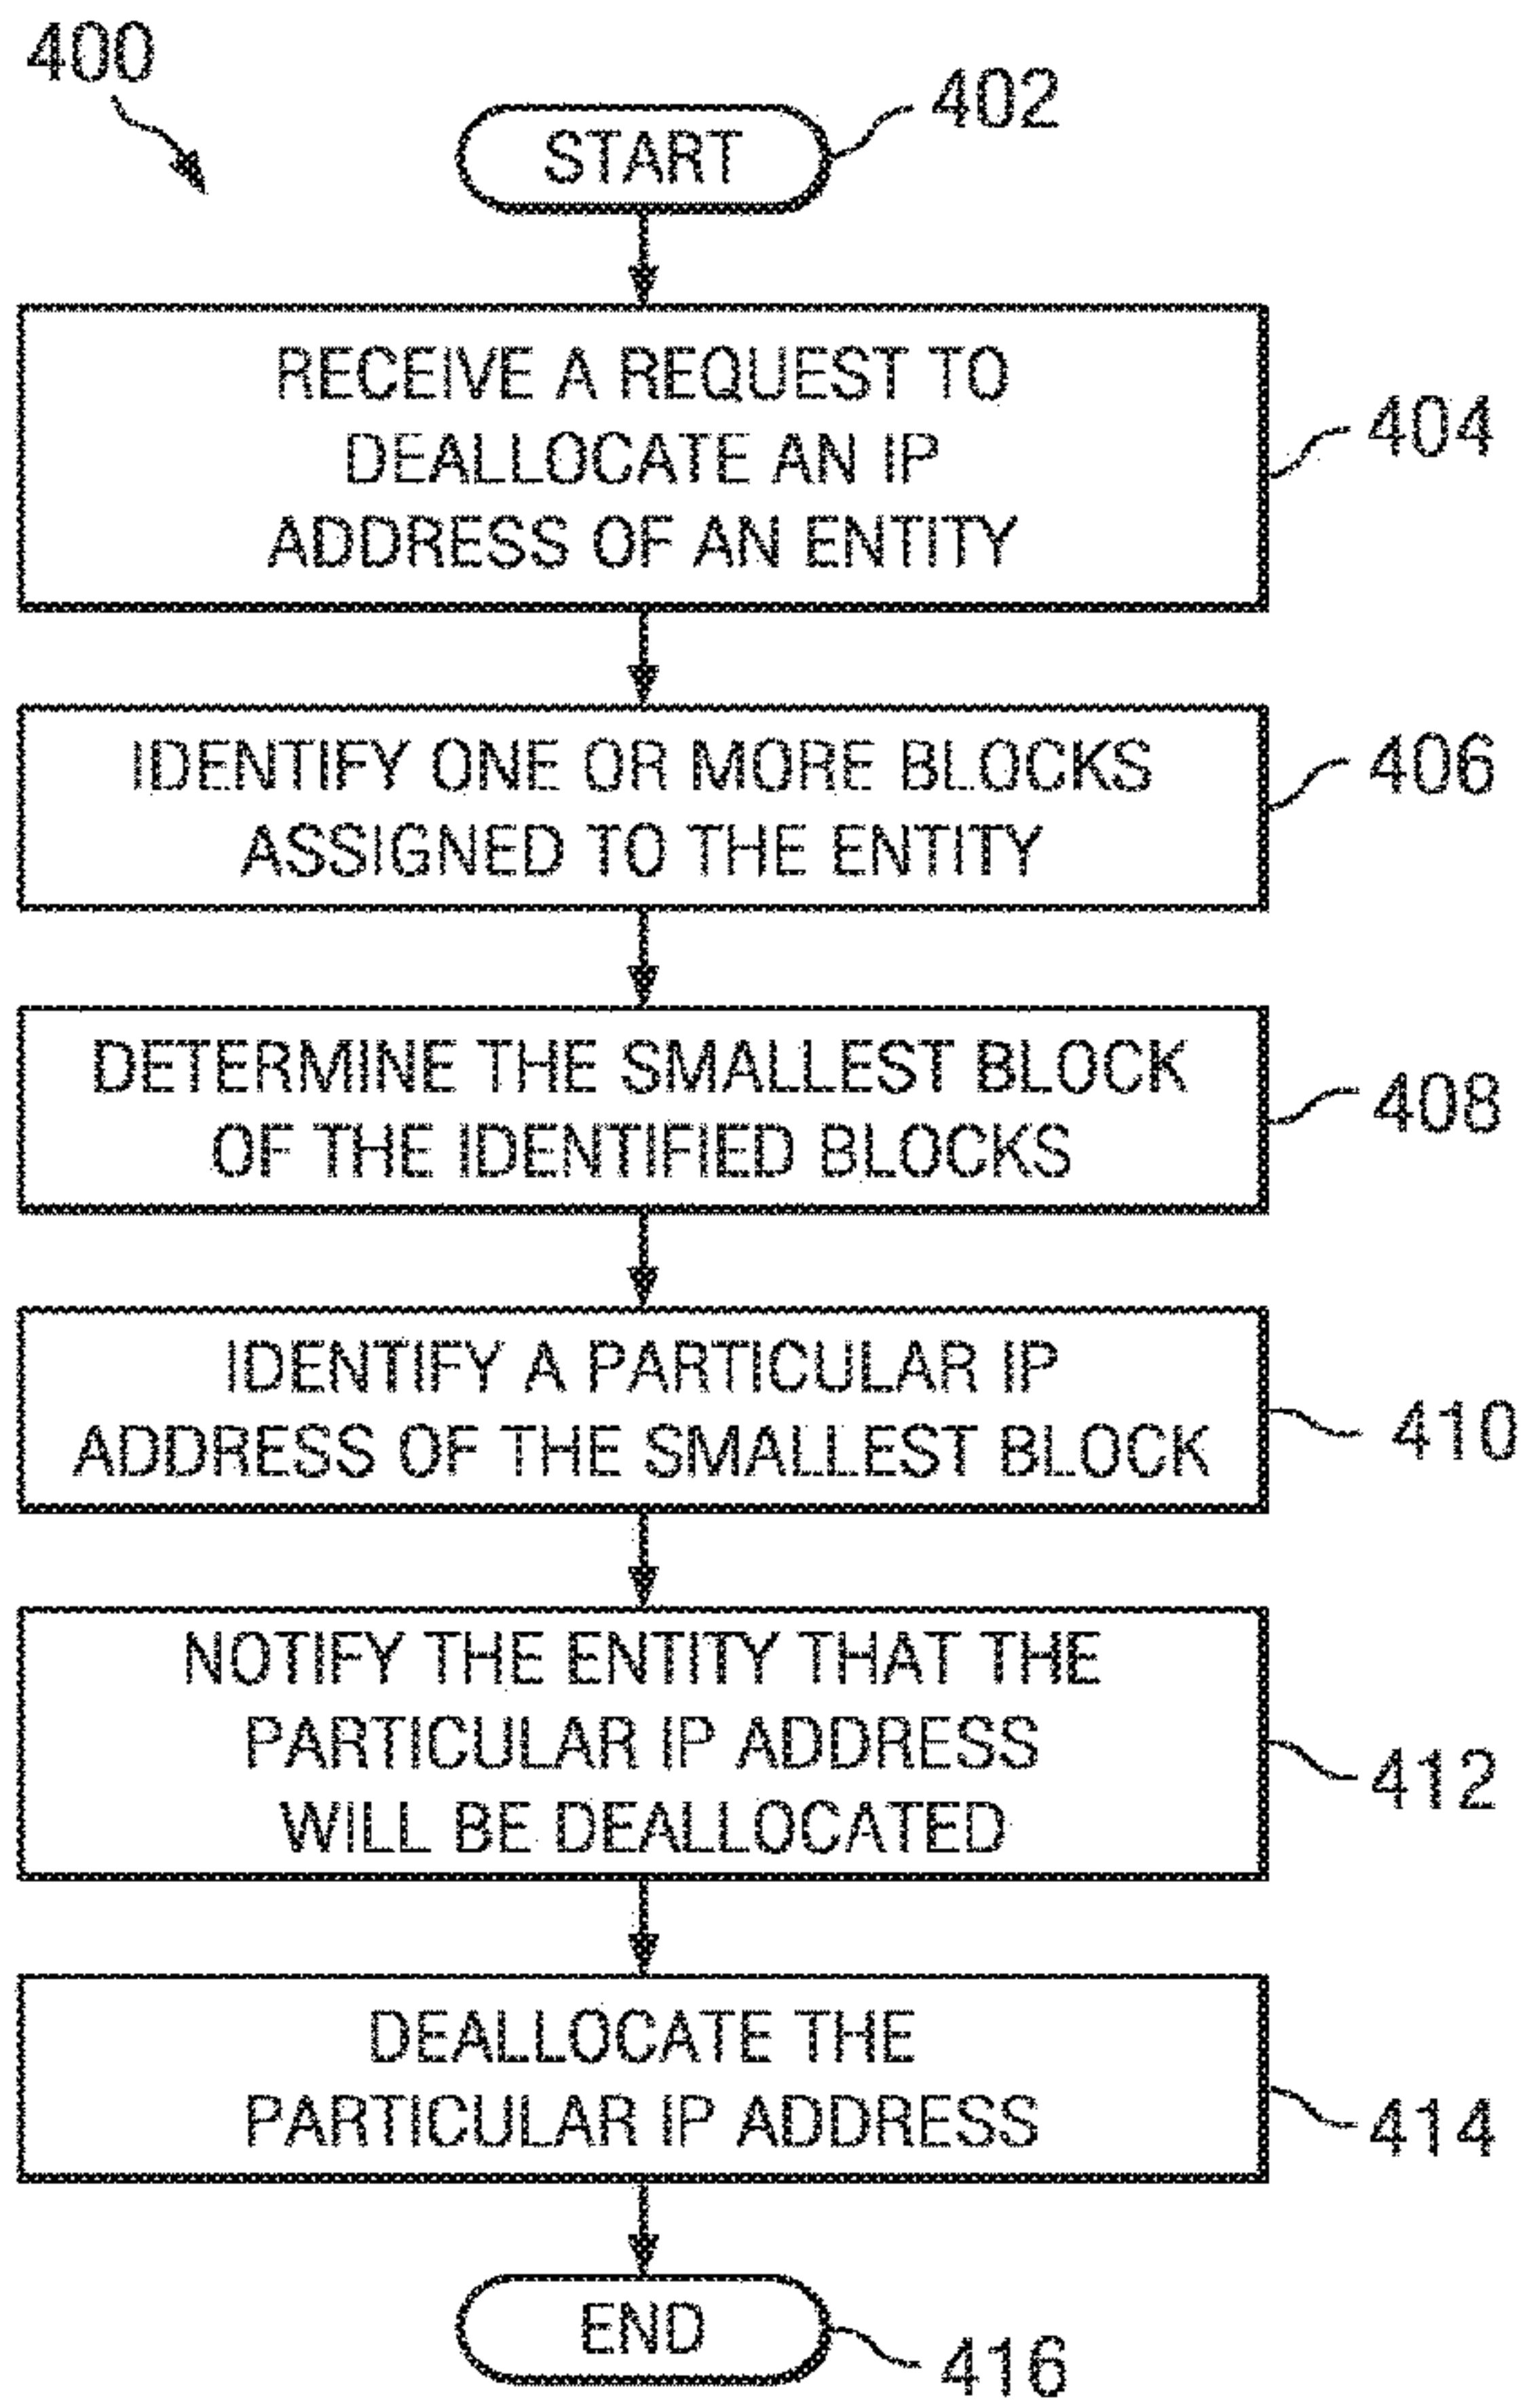 400
402
START
RECEIVE A REQUEST TO
DEALLOCATE AN IP
ADDRESS OF AN ENTITY
404
IDENTIFY ONE OR MORE BLOCKS
ASSIGNED TO THE ENTITY
406
DETERMINE THE SMALLEST BLOCK
OF THE IDENTIFIED BLOCKS
408
IDENTIFY A PARTICULAR IP
ADDRESS OF THE SMALLEST BLOCK
410
NOTIFY THE ENTITY THAT THE
PARTICULAR IP ADDRESS
WILL BE DEALLOCATED
412
DEALLOCATE THE
PARTICULAR IP ADDRESS
414
END
416